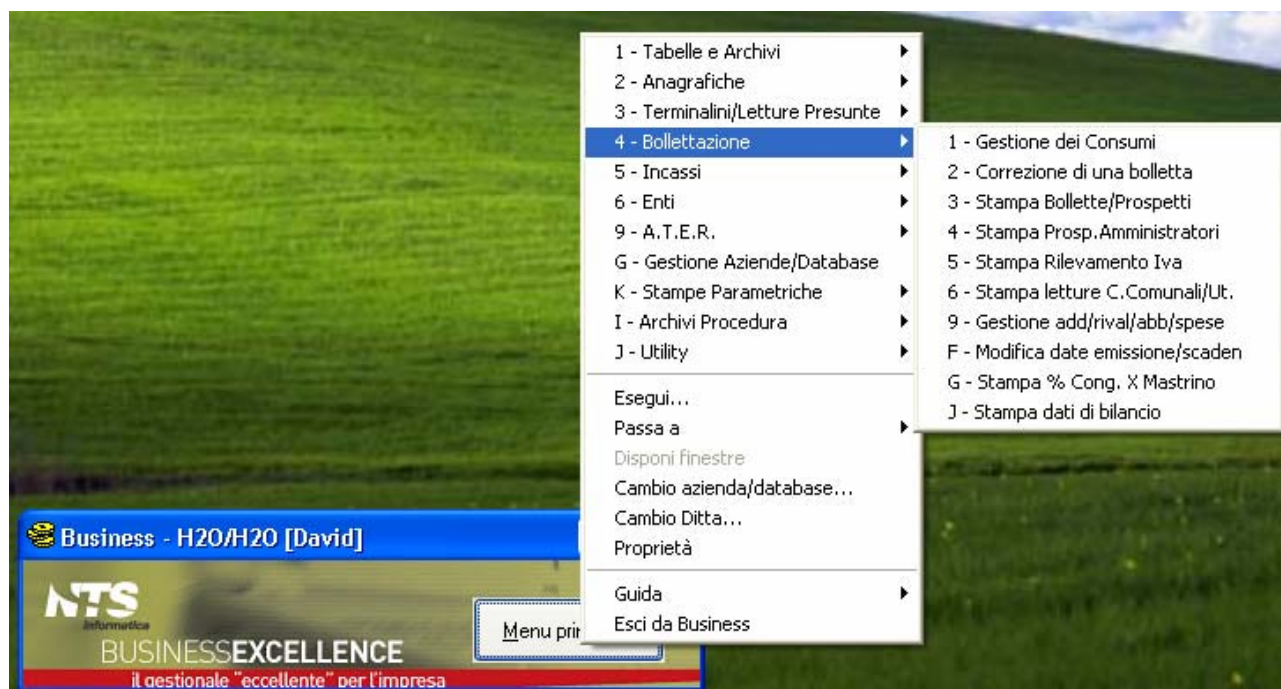 1 - Tabelle e Archivi
2 - Anagrafiche
3 - Terminalini/Letture Presunte
4 - Bollettazione
5 - Incassi
6 - Enti
9 - A.T.E.R.
G - Gestione Aziende/Database
K - Stampe Parametriche
I - Archivi Procedura
J - Utility
Esegui...
Passa a
Disponi finestre
Cambio azienda/database...
Cambio Ditta...
Proprietà
Guida
Esci da Business
1 - Gestione dei Consumi
2 - Correzione di una bolletta
3 - Stampa Bollette/Prospetti
4 - Stampa Prosp.Amministratori
5 - Stampa Rilevamento Iva
6 - Stampa letture C.Comunali/Ut.
9 - Gestione add/rival/abb/spese
F - Modifica date emissione/scaden
G - Stampa % Cong. X Mastrino
J - Stampa dati di bilancio
Business - H2O/H2O [David]
NTS
Informatica
BUSINESSEXCELLENCE
il gestionale "eccellente" per l'impresa
Menu prin